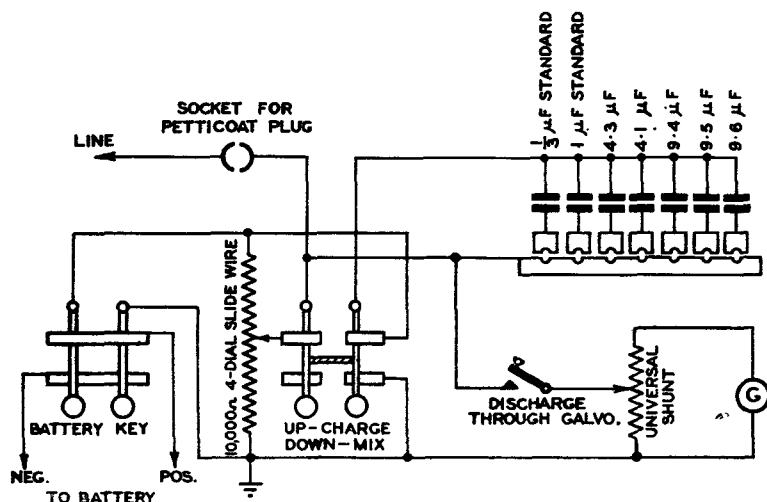 SOCKET FOR
PETTICOAT PLUG
LINE
1/3 µF STANDARD
1 µF STANDARD
4·3 µF
4·1 µF
9·4 µF
9·5 µF
9·6 µF
10,000Ω 4-DIAL SLIDE WIRE
BATTERY KEY
UP-CHARGE
DOWN-MIX
DISCHARGE
THROUGH GALVO.
UNIVERSAL
SHUNT
G
NEG.
POS.
TO BATTERY